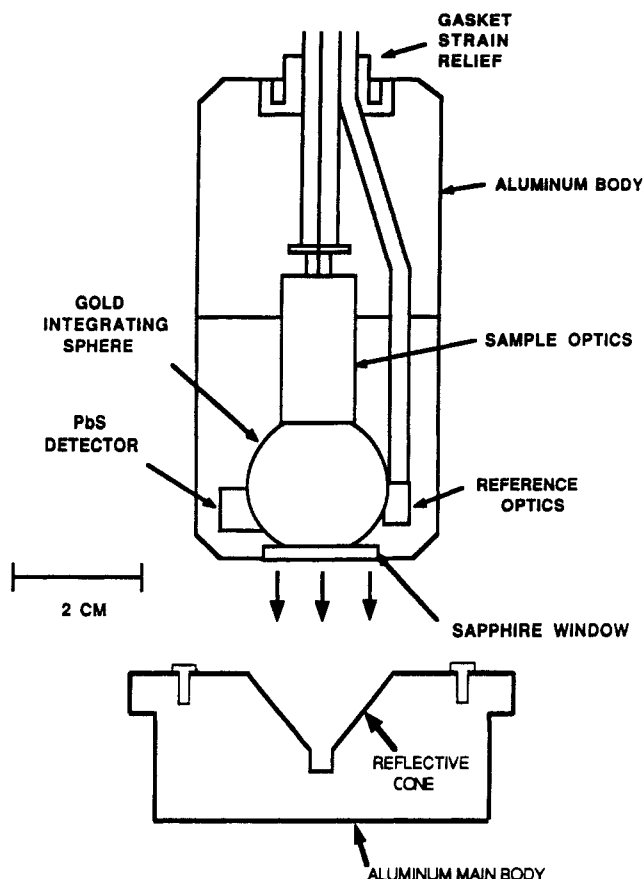 GASKET
STRAIN
RELIEF
ALUMINUM BODY
GOLD
INTEGRATING
SPHERE
SAMPLE OPTICS
PbS
DETECTOR
REFERENCE
OPTICS
2 CM
SAPPHIRE WINDOW
REFLECTIVE
CONE
ALUMINUM MAIN BODY